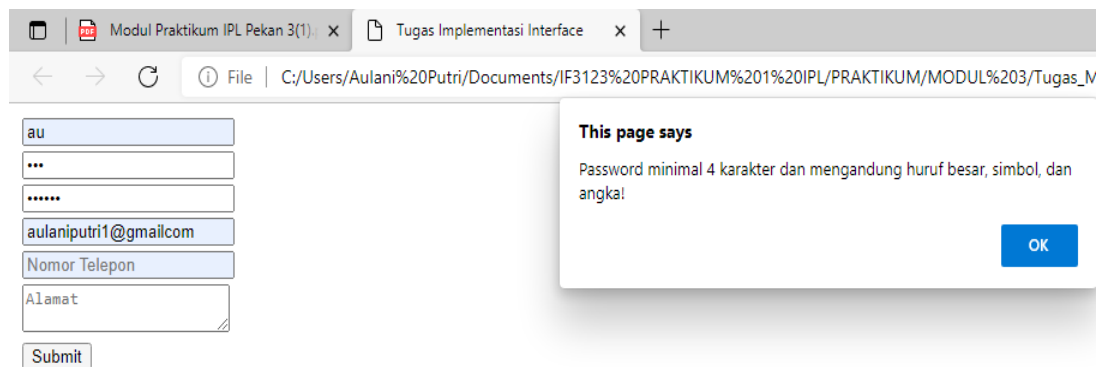 Modul Praktikum IPL Pekan 3(1).
Tugas Implementasi Interface
File | C:/Users/Aulani%20Putri/Documents/IF3123%20PRAKTIKUM%201%20IPL/PRAKTIKUM/MODUL%203/Tugas_M
au
•••
••••••
aulaniputri1@gmailcom
Nomor Telepon
Alamat
Submit
This page says
Password minimal 4 karakter dan mengandung huruf besar, simbol, dan
angka!
OK